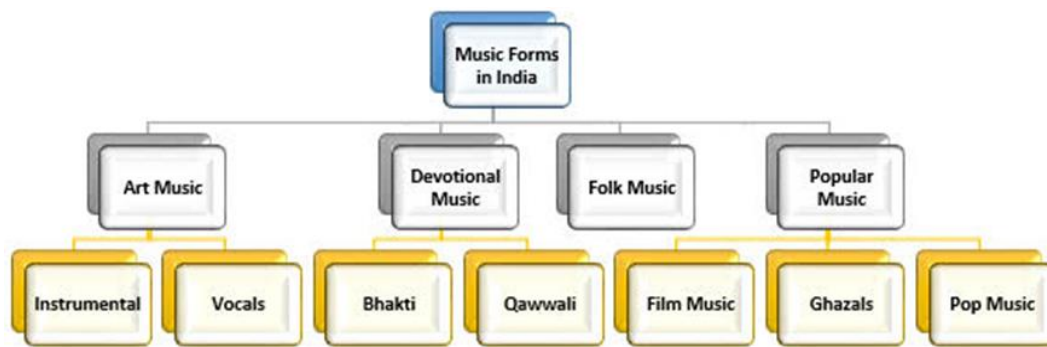 Music Forms
in India
Art Music
Devotional
Music
Folk Music
Popular
Music
Instrumental
Vocals
Bhakti
Qawwali
Film Music
Ghazals
Pop Music